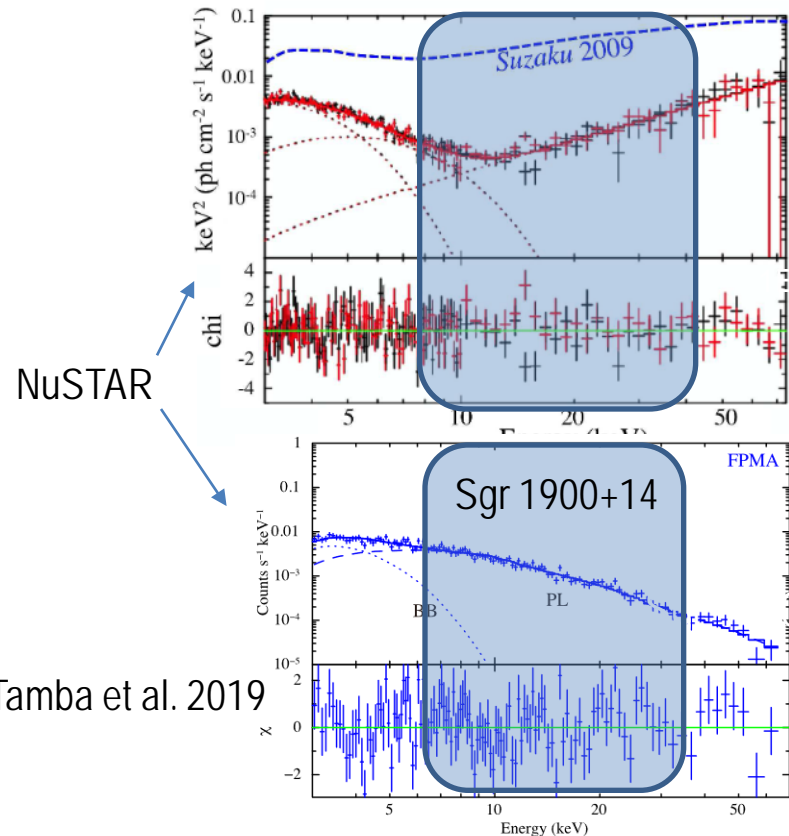 0.1
0.01
10⁻³
10⁻⁴
keV² (ph cm⁻² s⁻¹ keV⁻¹)
Suzaku 2009
4
2
0
-2
-4
chi
5
10
20
50
NuSTAR
1
0.1
0.01
10⁻³
10⁻⁴
10⁻⁵
Counts s⁻¹ keV⁻¹
FPMA
Sgr 1900+14
BB
PL
Tamba et al. 2019
2
0
−2
χ
5
10
20
50
Energy (keV)